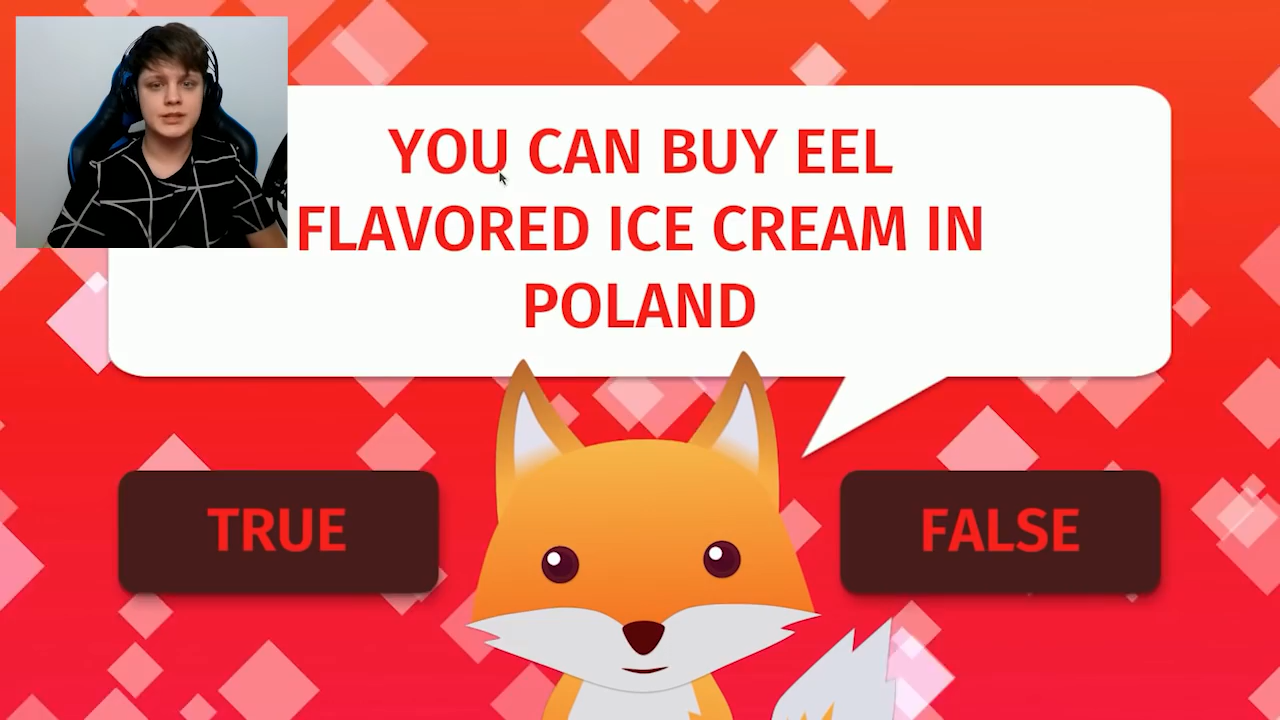 YOU CAN BUY EEL
FLAVORED ICE CREAM IN
POLAND
TRUE
FALSE